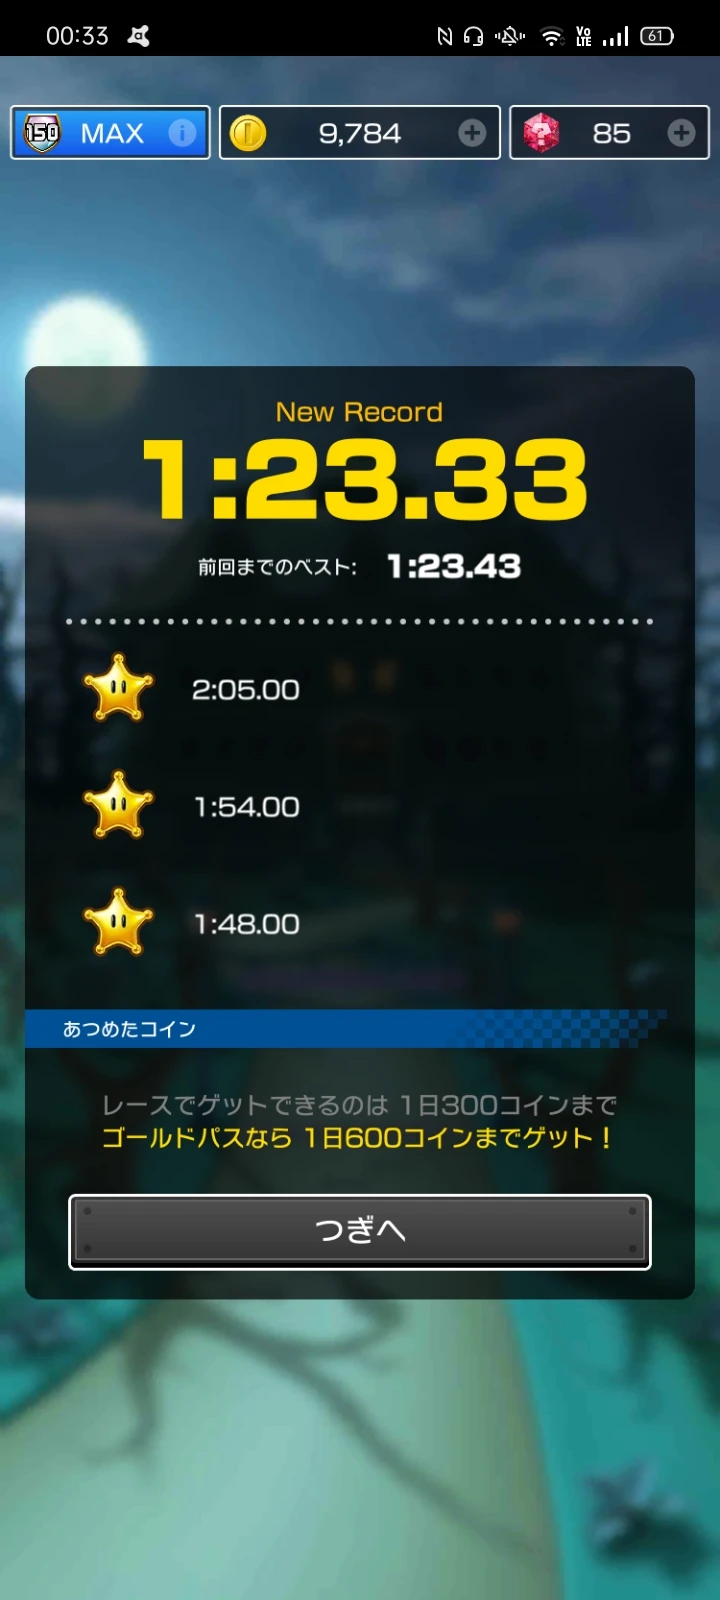 00:33
Vo LTE
61
150 MAX i 9,784 + ? 85 +
New Record
1:23.33
前回までのベスト: 1:23.43
2:05.00
1:54.00
1:48.00
あつめたコイン
レースでゲットできるのは 1日300コインまで
ゴールドパスなら 1日600コインまでゲット！
つぎへ